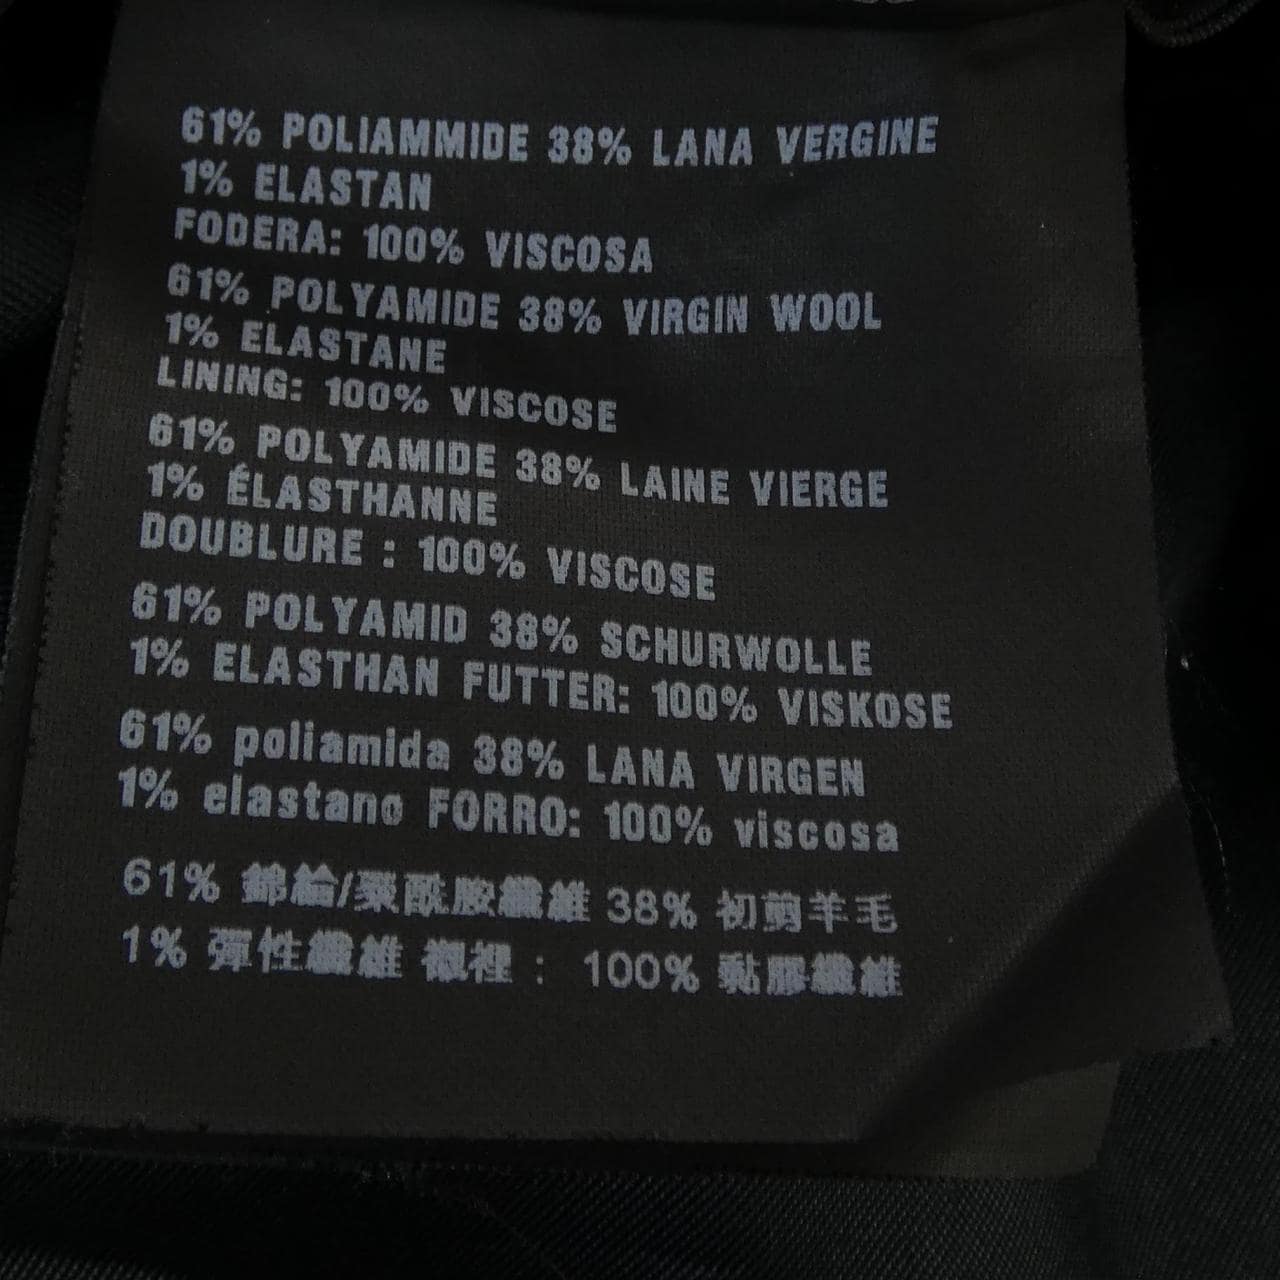 61% POLIAMMIDE 38% LANA VERGINE
1% ELASTAN
FODERA: 100% VISCOSA
61% POLYAMIDE 38% VIRGIN WOOL
1% ELASTANE
LINING: 100% VISCOSE
61% POLYAMIDE 38% LAINE VIERGE
1% ÉLASTHANNE
DOUBLURE : 100% VISCOSE
61% POLYAMID 38% SCHURWOLLE
1% ELASTHAN FUTTER: 100% VISKOSE
61% poliamida 38% LANA VIRGEN
1% elastano FORRO: 100% viscosa
61% 錦綸/聚酰胺纖維 38% 初剪羊毛
1% 彈性纖維 襯裡： 100% 黏膠纖維